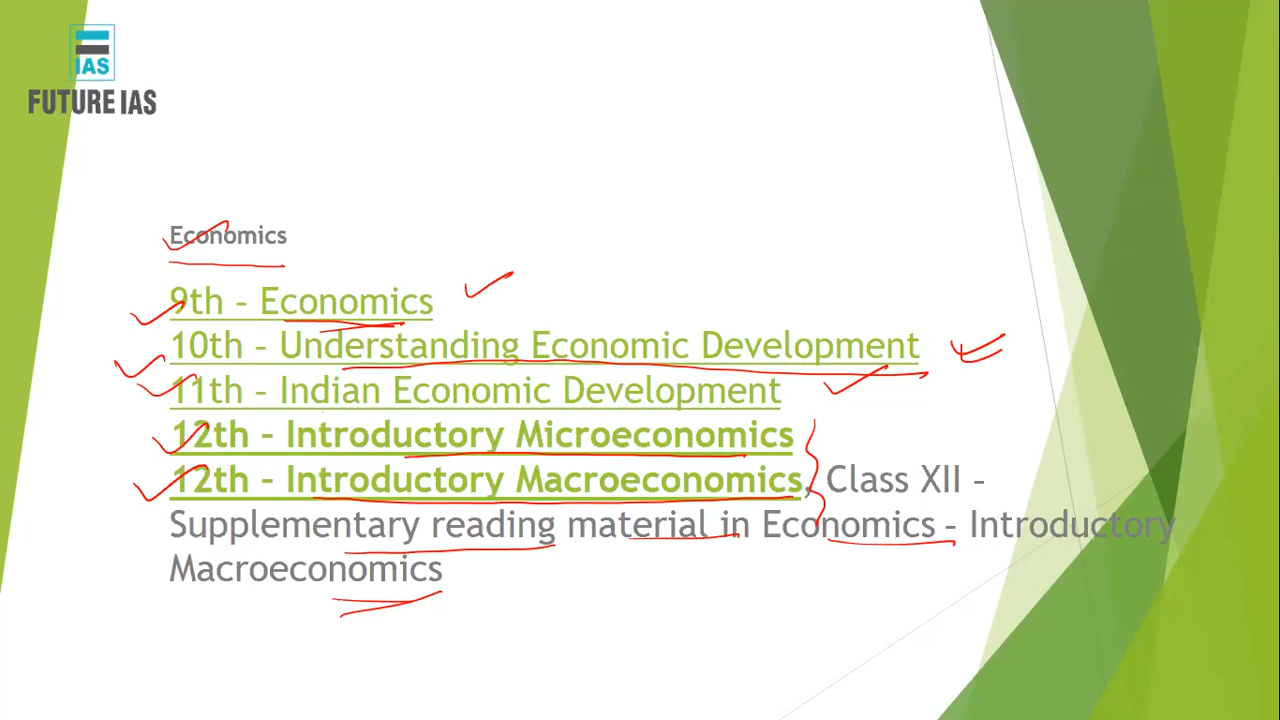 IAS
FUTURE IAS
Economics
9th – Economics
10th – Understanding Economic Development
11th – Indian Economic Development
12th – Introductory Microeconomics
12th – Introductory Macroeconomics, Class XII –
Supplementary reading material in Economics – Introductory
Macroeconomics